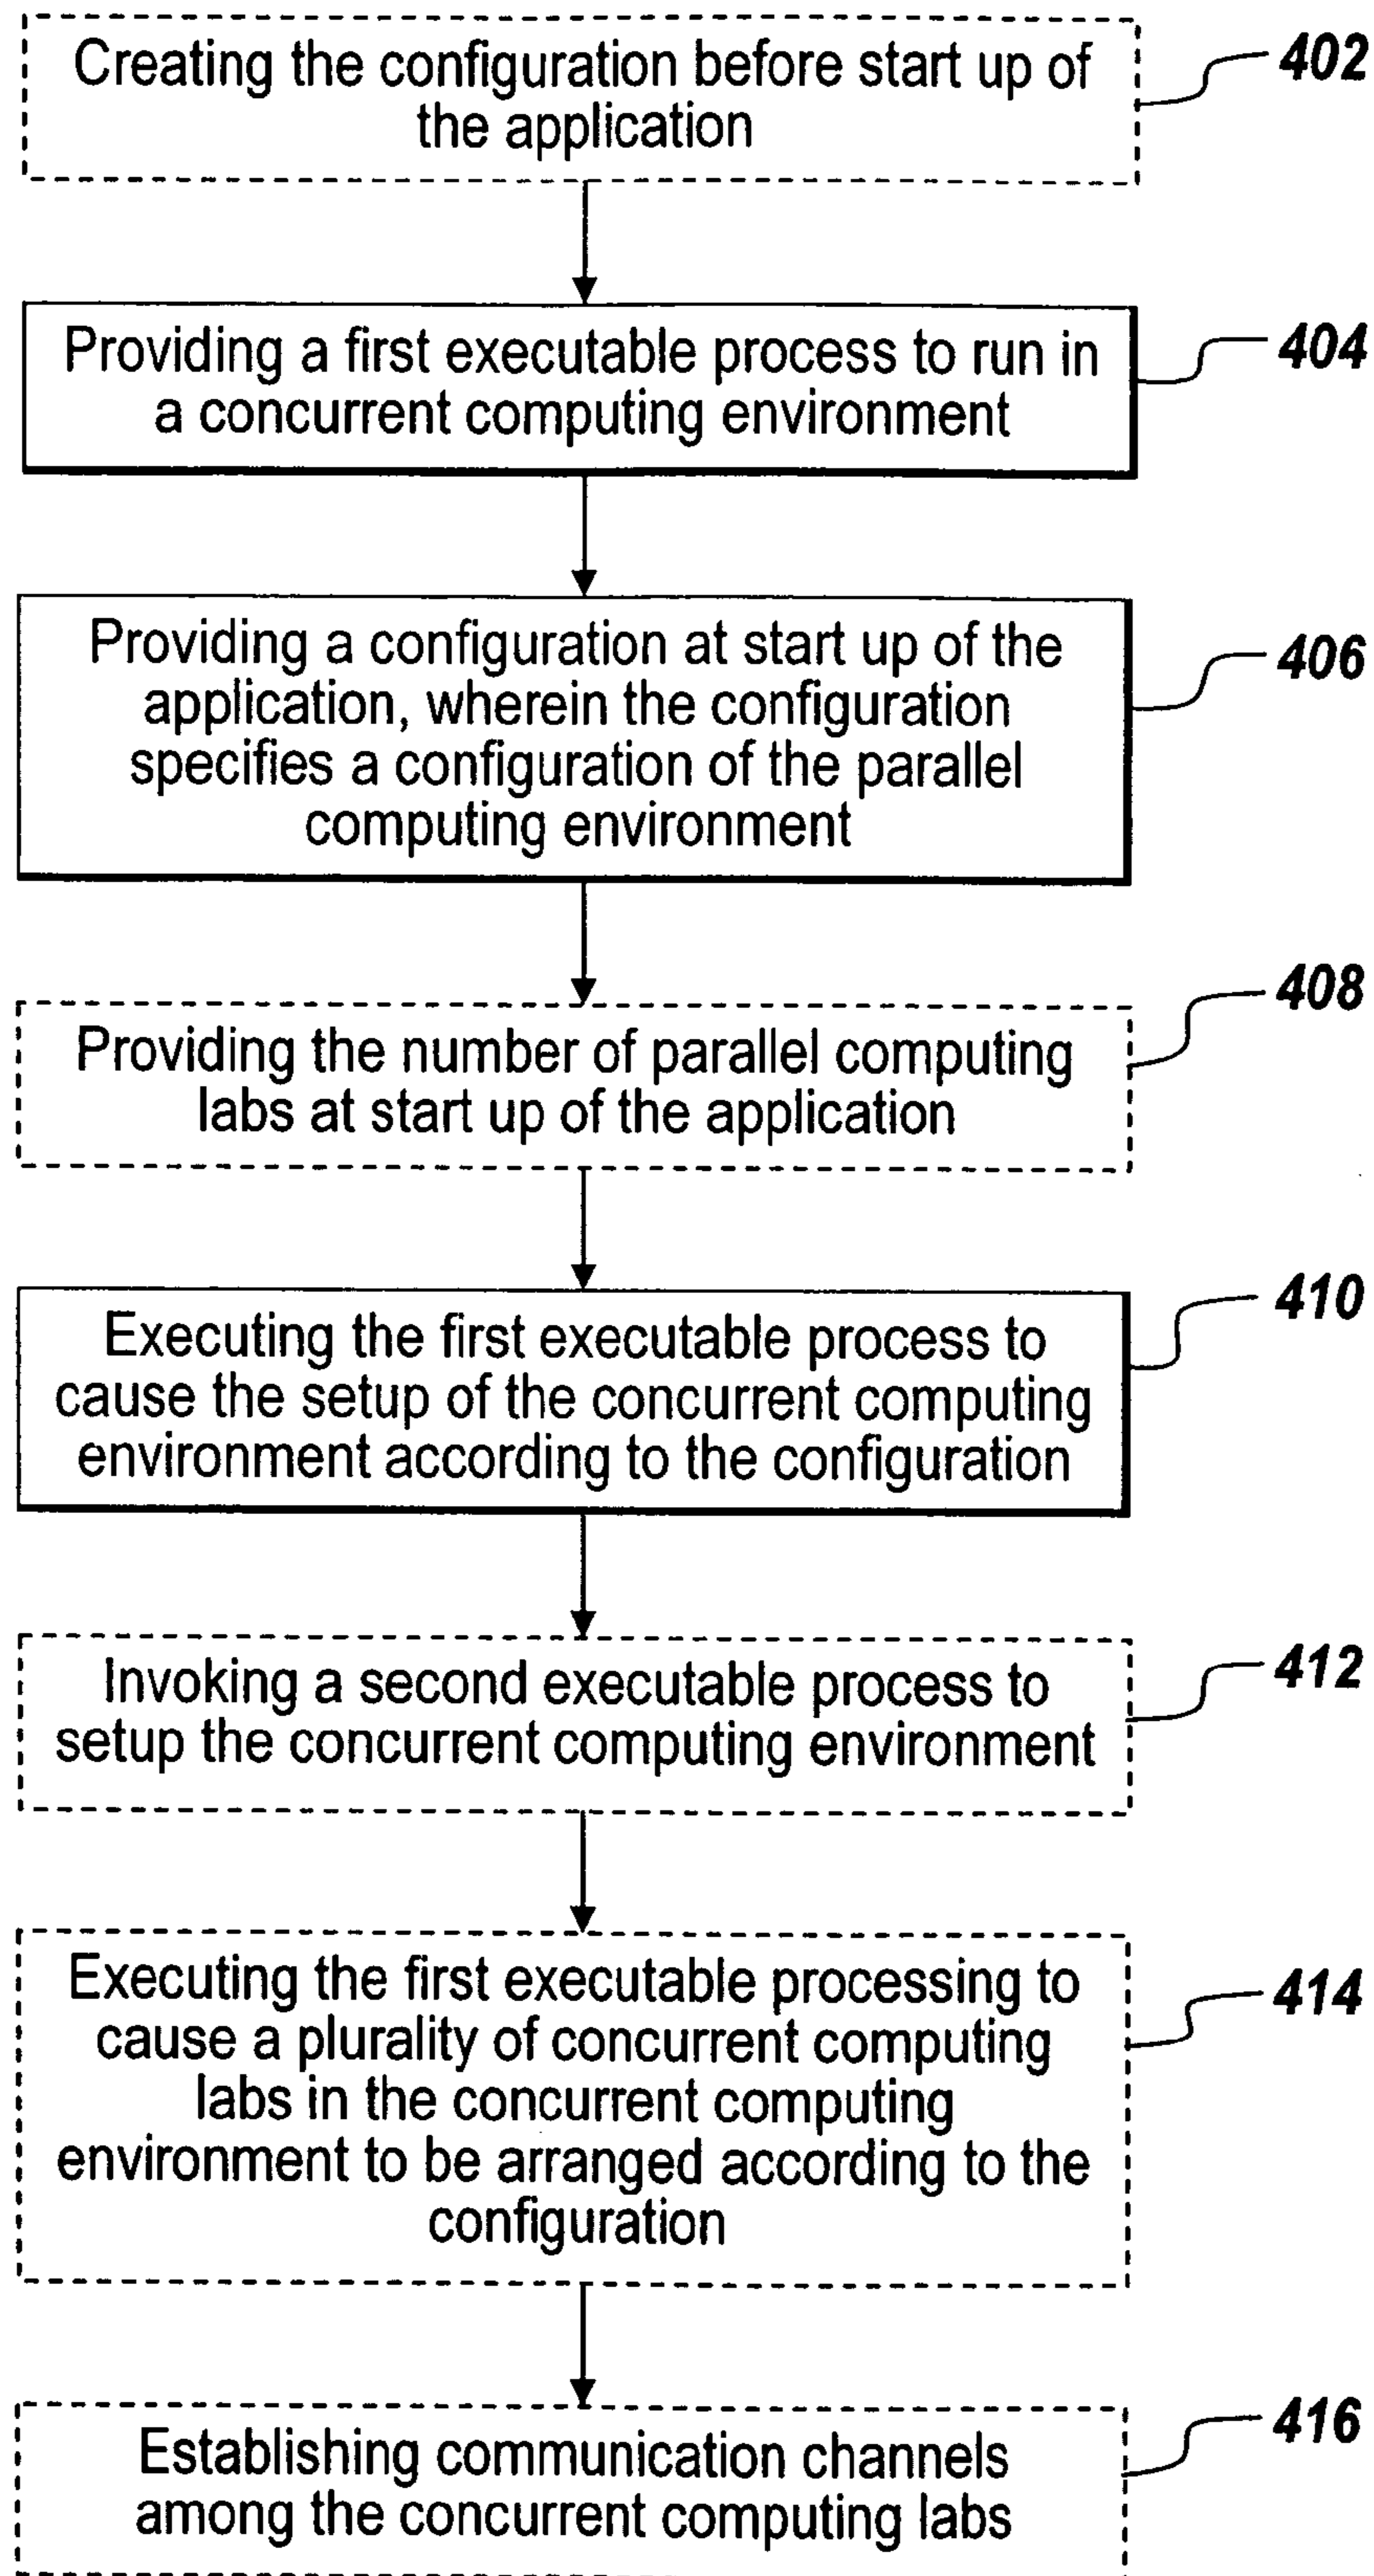 Creating the configuration before start up of
the application
402
Providing a first executable process to run in
a concurrent computing environment
404
Providing a configuration at start up of the
application, wherein the configuration
specifies a configuration of the parallel
computing environment
406
Providing the number of parallel computing
labs at start up of the application
408
Executing the first executable process to
cause the setup of the concurrent computing
environment according to the configuration
410
Invoking a second executable process to
setup the concurrent computing environment
412
Executing the first executable processing to
cause a plurality of concurrent computing
labs in the concurrent computing
environment to be arranged according to the
configuration
414
Establishing communication channels
among the concurrent computing labs
416